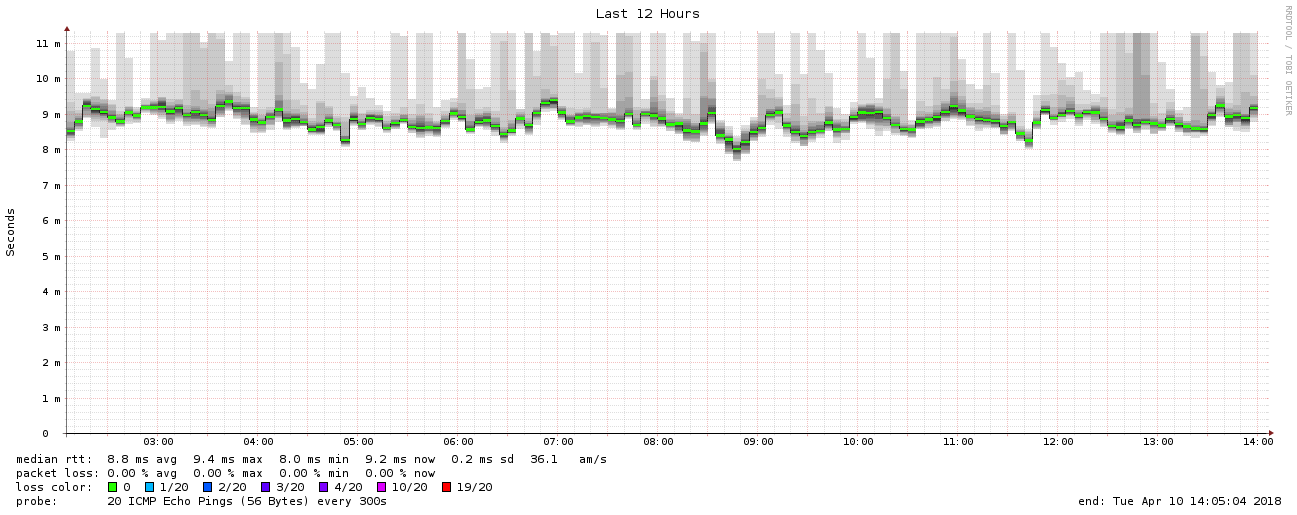 Last 12 Hours
RRDTOOL / TOBI OETIKER
Seconds
11 m
10 m
9 m
8 m
7 m
6 m
5 m
4 m
3 m
2 m
1 m
0
03:00 04:00 05:00 06:00 07:00 08:00 09:00 10:00 11:00 12:00 13:00 14:00
median rtt: 8.8 ms avg 9.4 ms max 8.0 ms min 9.2 ms now 0.2 ms sd 36.1 am/s
packet loss: 0.00 % avg 0.00 % max 0.00 % min 0.00 % now
loss color: 0 1/20 2/20 3/20 4/20 10/20 19/20
probe: 20 ICMP Echo Pings (56 Bytes) every 300s end: Tue Apr 10 14:05:04 2018